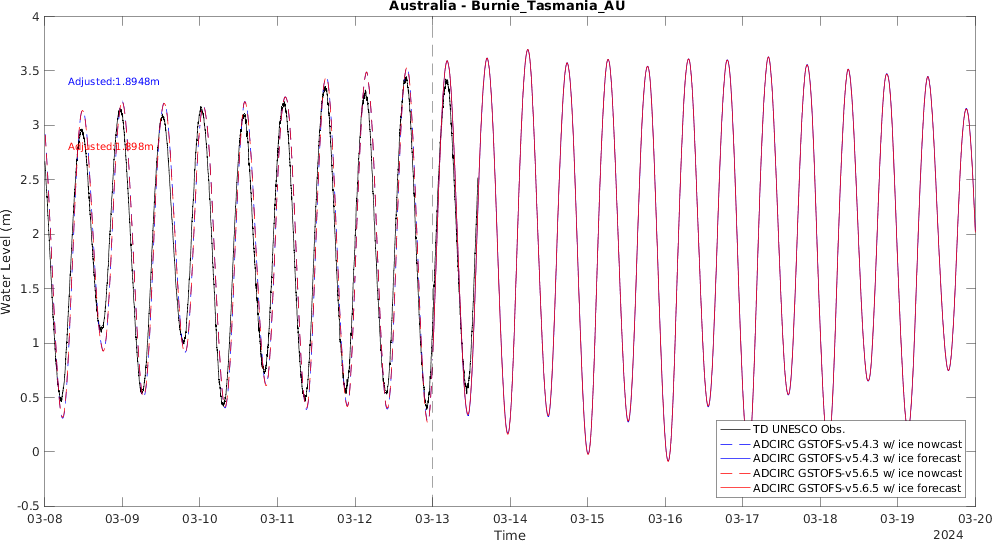 Australia - Burnie_Tasmania_AU
Water Level (m)
4
3.5
3
2.5
2
1.5
1
0.5
0
-0.5
Adjusted:1.8948m
Adjusted:1.898m
TD UNESCO Obs.
ADCIRC GSTOFS-v5.4.3 w/ ice nowcast
ADCIRC GSTOFS-v5.4.3 w/ ice forecast
ADCIRC GSTOFS-v5.6.5 w/ ice nowcast
ADCIRC GSTOFS-v5.6.5 w/ ice forecast
03-08 03-09 03-10 03-11 03-12 03-13 03-14 03-15 03-16 03-17 03-18 03-19 03-20
Time
2024